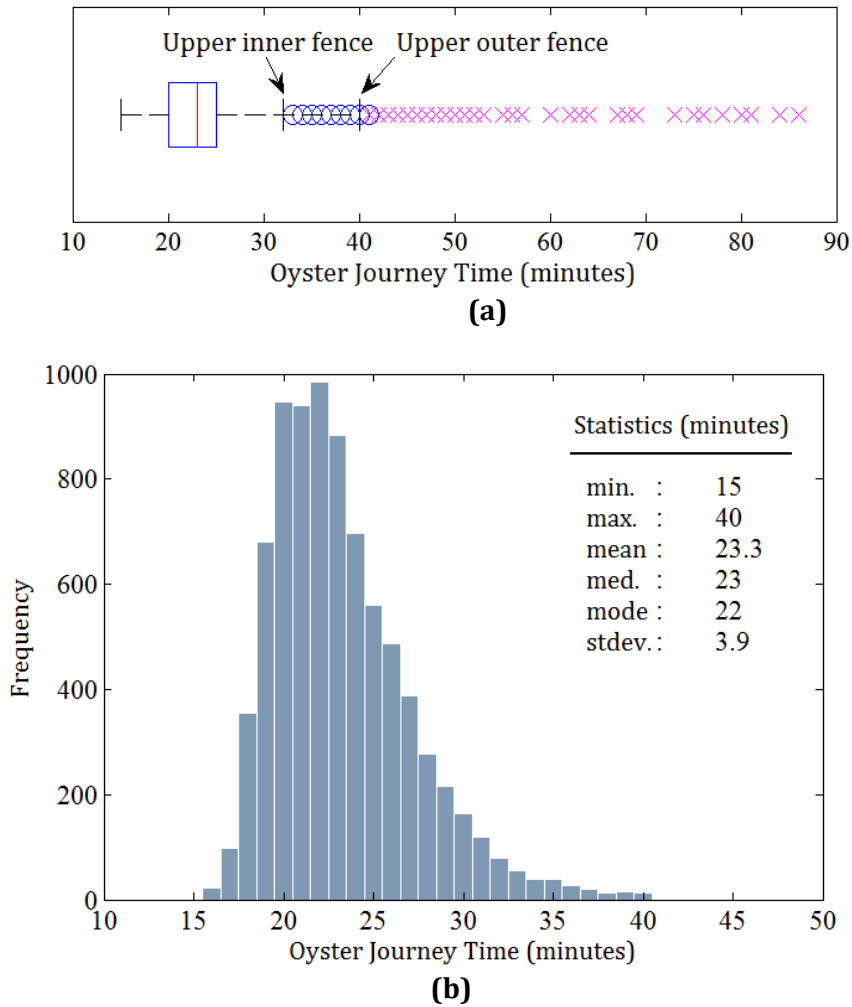 Upper inner fence Upper outer fence
10 20 30 40 50 60 70 80 90
Oyster Journey Time (minutes)
(a)
1000
800
600
400
200
0
Frequency
Statistics (minutes)
min. : 15
max. : 40
mean : 23.3
med. : 23
mode : 22
stdev. : 3.9
10 15 20 25 30 35 40 45 50
Oyster Journey Time (minutes)
(b)